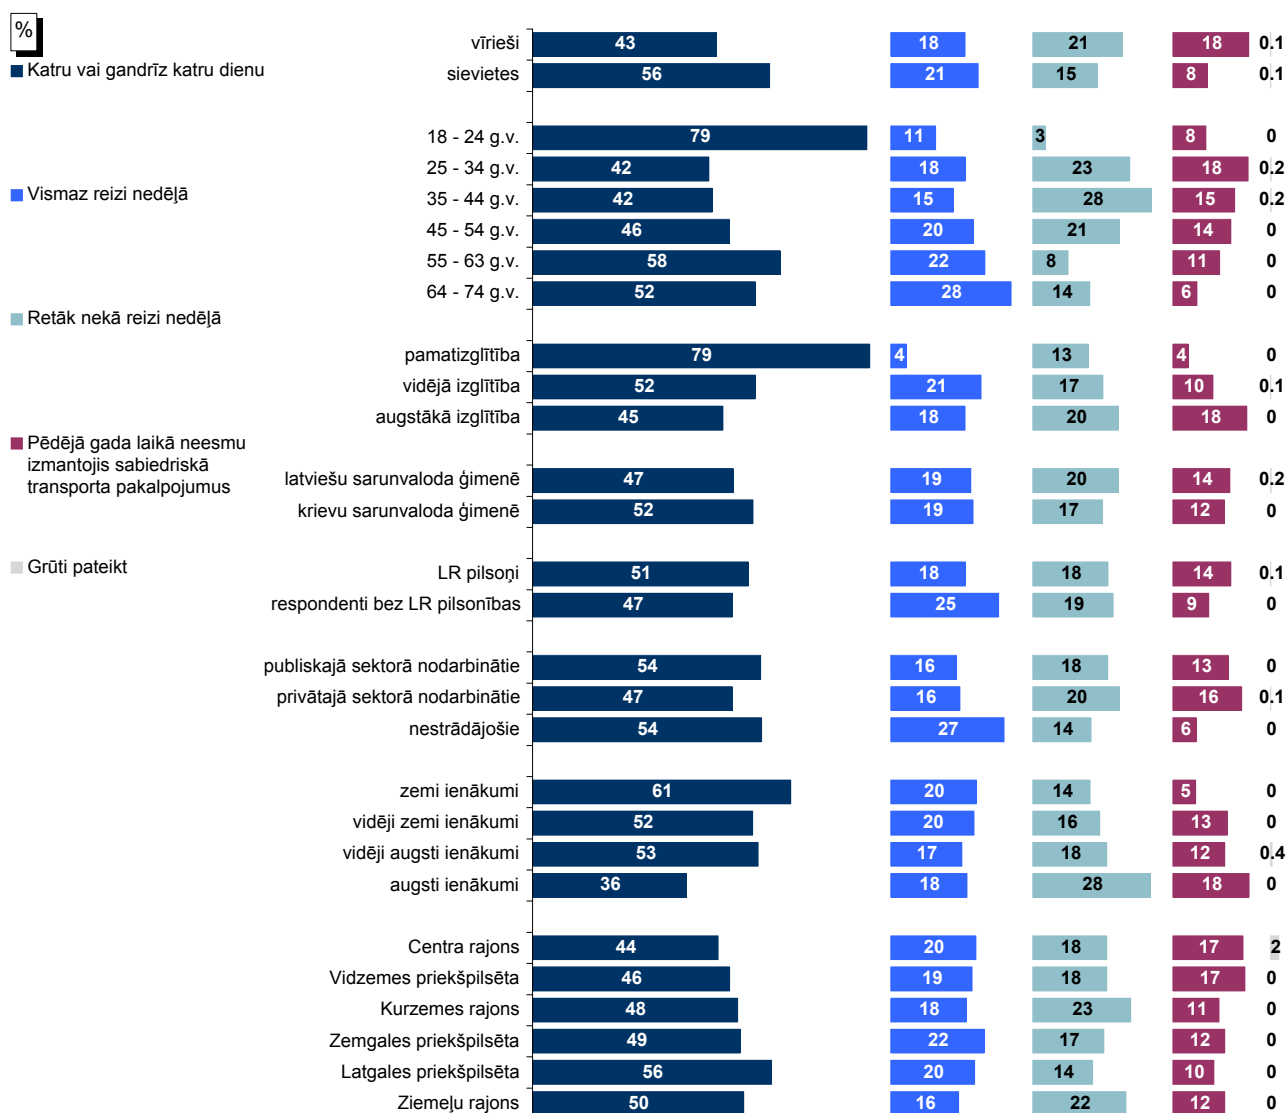 %
Katru vai gandrīz katru dienu
Vismaz reizi nedēļā
Retāk nekā reizi nedēļā
Pēdējā gada laikā neesmu
izmantojis sabiedriskā
transporta pakalpojumus
Grūti pateikt
vīrieši 43 18 21 18 0.1
sievietes 56 21 15 8 0.1
18 - 24 g.v. 79 11 3 8 0
25 - 34 g.v. 42 18 23 18 0.2
35 - 44 g.v. 42 15 28 15 0.2
45 - 54 g.v. 46 20 21 14 0
55 - 63 g.v. 58 22 8 11 0
64 - 74 g.v. 52 28 14 6 0
pamatizglītība 79 4 13 4 0
vidējā izglītība 52 21 17 10 0.1
augstākā izglītība 45 18 20 18 0
latviešu sarunvaloda ģimenē 47 19 20 14 0.2
krievu sarunvaloda ģimenē 52 19 17 12 0
LR pilsoņi 51 18 18 14 0.1
respondenti bez LR pilsonības 47 25 19 9 0
publiskajā sektorā nodarbinātie 54 16 18 13 0
privātajā sektorā nodarbinātie 47 16 20 16 0.1
nestrādājošie 54 27 14 6 0
zemi ienākumi 61 20 14 5 0
vidēji zemi ienākumi 52 20 16 13 0
vidēji augsti ienākumi 53 17 18 12 0.4
augsti ienākumi 36 18 28 18 0
Centra rajons 44 20 18 17 2
Vidzemes priekšpilsēta 46 19 18 17 0
Kurzemes rajons 48 18 23 11 0
Zemgales priekšpilsēta 49 22 17 12 0
Latgales priekšpilsēta 56 20 14 10 0
Ziemeļu rajons 50 16 22 12 0